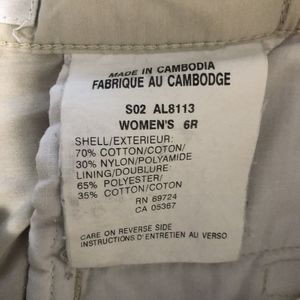 MADE IN CAMBODIA
FABRIQUE AU CAMBODGE
S02 AL8113
WOMEN'S 6R
SHELL/EXTERIEUR:
70% COTTON/COTON/
30% NYLON/POLYAMIDE
LINING/DOUBLURE:
65% POLYESTER/
35% COTTON/COTON
RN 69724
CA 05367
CARE ON REVERSE SIDE
INSTRUCTIONS D'ENTRETIEN AU VERSO